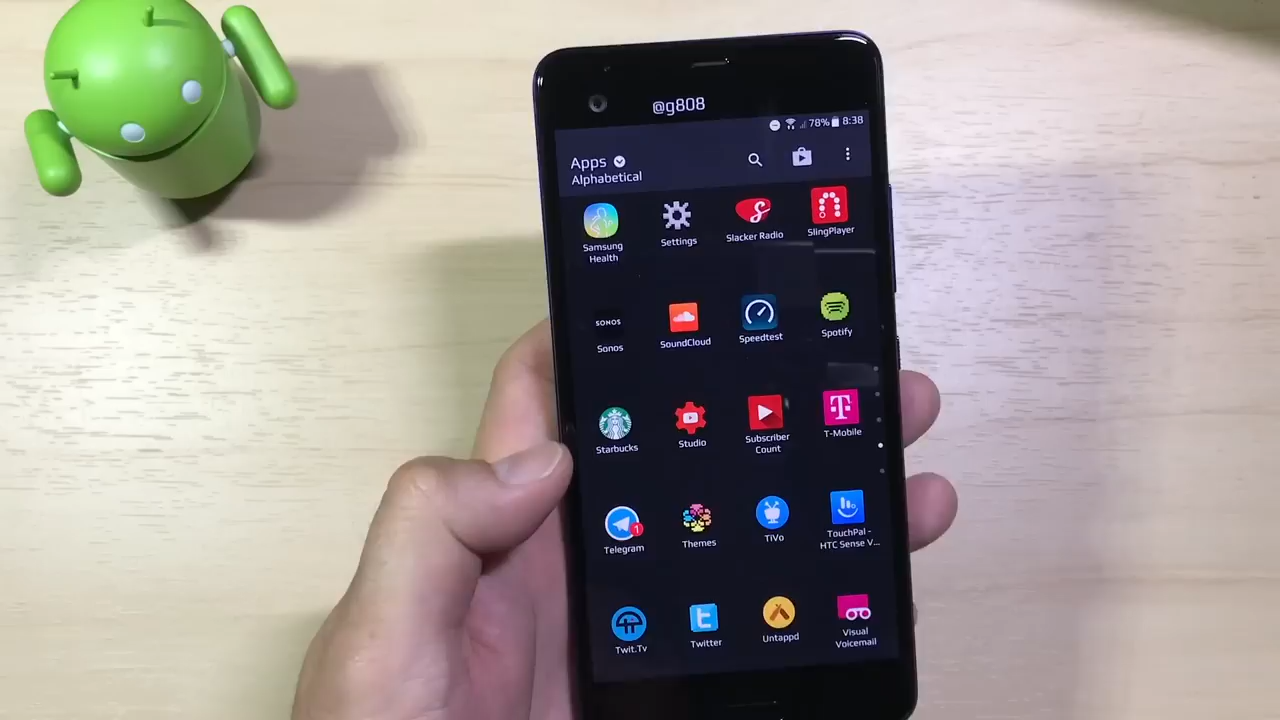 @g808
78% 8:38
Apps
Alphabetical
Samsung
Health
Settings
Slacker Radio
SlingPlayer
SONOS
Sonos
SoundCloud
Speedtest
Spotify
Starbucks
Studio
Subscriber
Count
T
T-Mobile
1
Telegram
Themes
TiVo
TouchPal -
HTC Sense V...
Twit.Tv
Twitter
Untappd
Visual
Voicemail